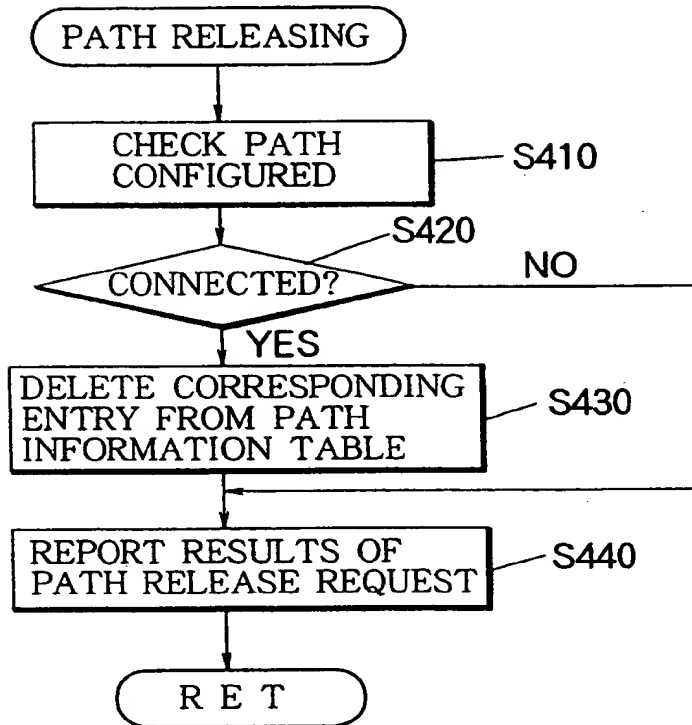 PATH RELEASING
CHECK PATH
CONFIGURED
S410
S420
CONNECTED?
NO
YES
DELETE CORRESPONDING
ENTRY FROM PATH
INFORMATION TABLE
S430
REPORT RESULTS OF
PATH RELEASE REQUEST
S440
R E T